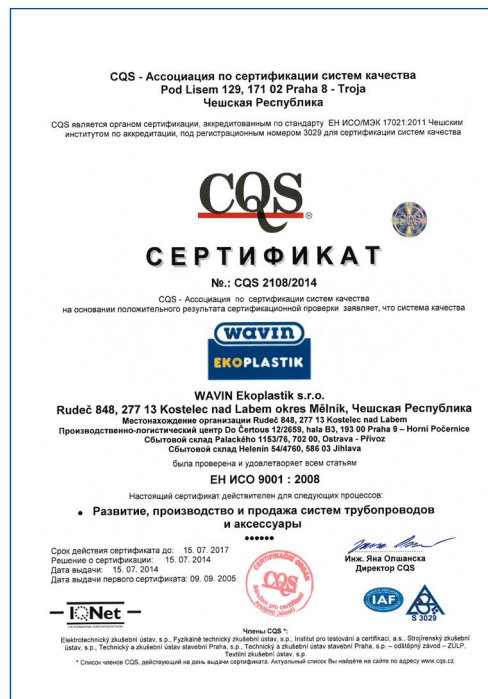 CQS - Ассоциация по сертификации систем качества
Pod Lisem 129, 171 02 Praha 8 - Troja
Чешская Республика
CQS является органом сертификации, аккредитованным по стандарту ЕН ИСО/МЭК 17021:2011 Чешским
институтом по аккредитации, под регистрационным номером 3029 для сертификации систем качества
CQS®
СЕРТИФИКАТ
№.: CQS 2108/2014
CQS - Ассоциация по сертификации систем качества
на основании положительного результата сертификационной проверки заявляет, что система качества
wavin
EKOPLASTIK
WAVIN Ekoplastik s.r.o.
Rudeč 848, 277 13 Kostelec nad Labem okres Mělník, Чешская Республика
Местонахождение организации Rudeč 848, 277 13 Kostelec nad Labem
Производственно-логистический центр Do Čertous 12/2659, hala B3, 193 00 Praha 9 – Horní Počernice
Сбытовой склад Palackého 1153/76, 702 00, Ostrava - Přívoz
Сбытовой склад Helenín 54/4760, 586 03 Jihlava
была проверена и удовлетворяет всем статьям
ЕН ИСО 9001 : 2008
Настоящий сертификат действителен для следующих процессов:
• Развитие, производство и продажа систем трубопроводов
и аксессуары
••••••
Срок действия сертификата до: 15. 07. 2017
Решение о сертификации: 15. 07. 2014
Дата выдачи: 15. 07. 2014
Дата выдачи первого сертификата: 09. 09. 2005
Инж. Яна Олшанска
Директор CQS
CERTIFIKAČNÍ ORGÁN
CQS
IQNet
IAF
S 3029
Члены CQS *:
Elektrotechnický zkušební ústav, s.p., Fyzikálně technický zkušební ústav, s.p., Institut pro testování a certifikaci, a.s., Strojírenský zkušební
ústav, s.p., Technický a zkušební ústav stavební Praha, s.p., Technický a zkušební ústav stavební Praha, s.p. – odštěpný závod – ZÚLP,
Textilní zkušební ústav, s.p.
* Список членов CQS, действующий на день выдачи сертификата. Актуальный список Вы найдёте на сайте по адресу www.cqs.cz.